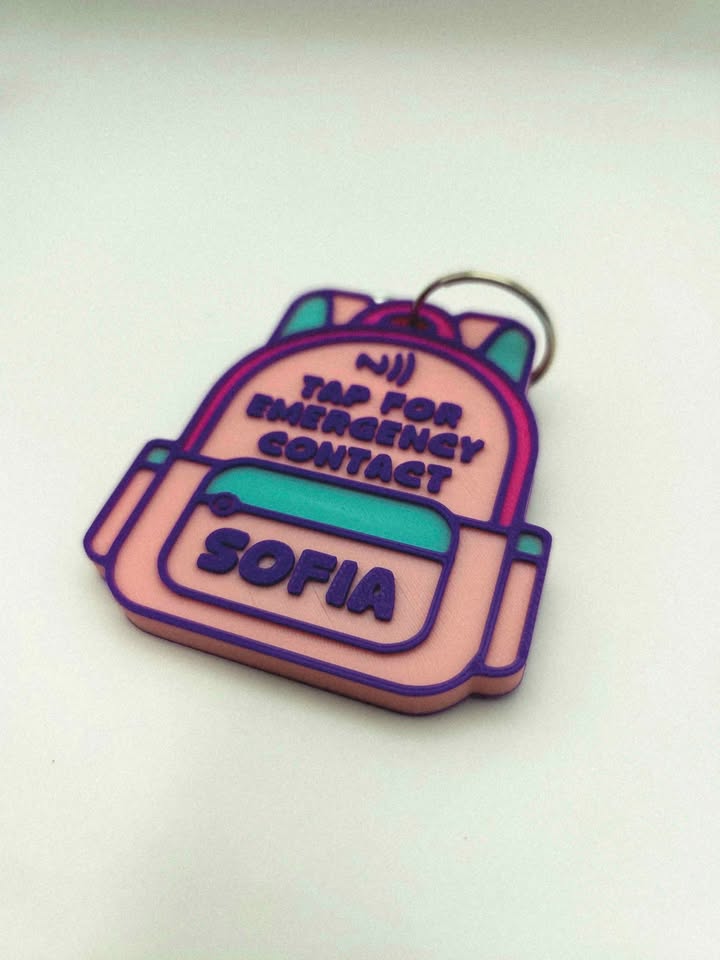 TAP FOR
EMERGENCY
CONTACT
SOFIA